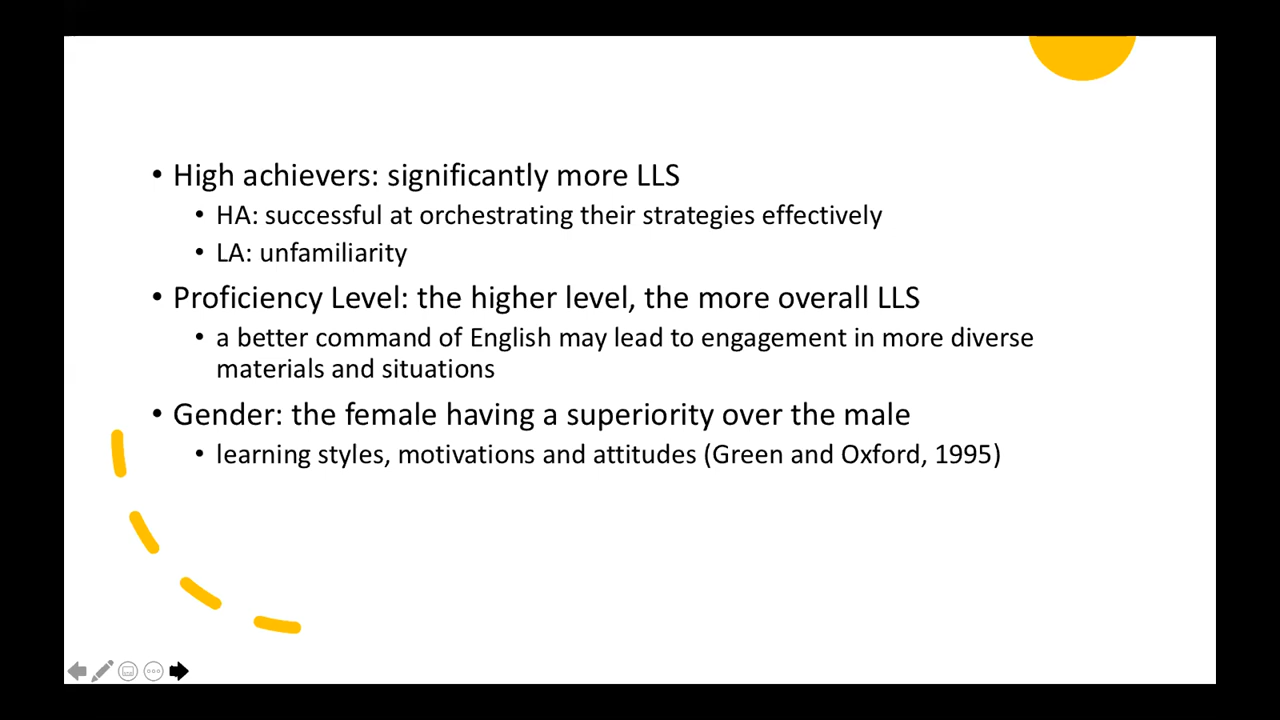 • High achievers: significantly more LLS
• HA: successful at orchestrating their strategies effectively
• LA: unfamiliarity
• Proficiency Level: the higher level, the more overall LLS
• a better command of English may lead to engagement in more diverse
materials and situations
• Gender: the female having a superiority over the male
• learning styles, motivations and attitudes (Green and Oxford, 1995)